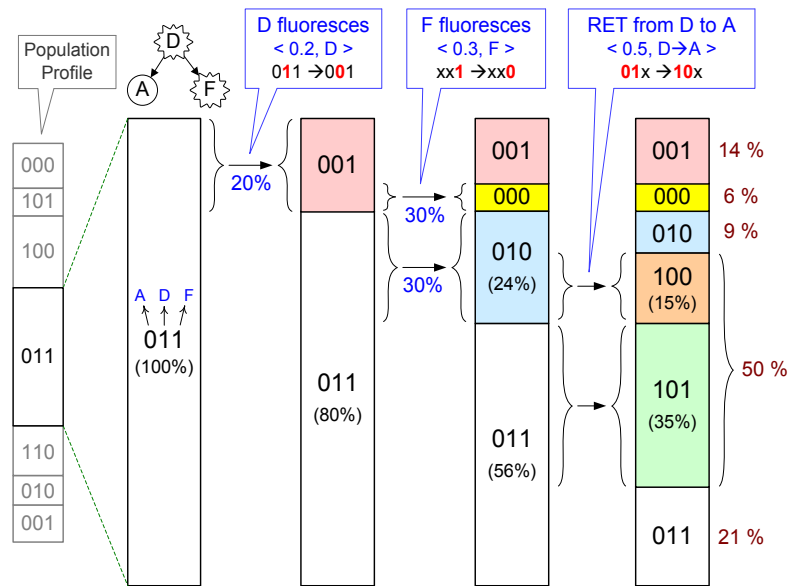 Population
Profile
D
A
F
D fluoresces
< 0.2, D >
011 →001
F fluoresces
< 0.3, F >
xx1 →xx0
RET from D to A
< 0.5, D→A >
01x →10x
000
101
100
011
110
010
001
A D F
011
(100%)
20%
001
011
(80%)
30%
30%
001
000
010
(24%)
011
(56%)
001
000
010
100
(15%)
101
(35%)
011
14 %
6 %
9 %
50 %
21 %